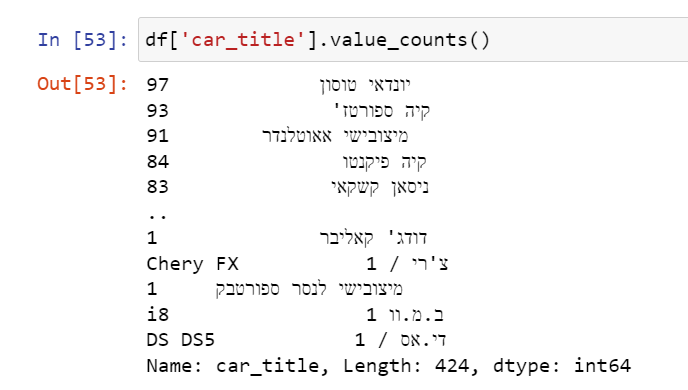 In [53]: df['car_title'].value_counts()
Out[53]: יונדאי טוסון 97
קיה ספורטז' 93
מיצובישי אאוטלנדר 91
קיה פיקנטו 84
ניסאן קשקאי 83
..
דודג' קאליבר 1
צ'רי / Chery FX 1
מיצובישי לנסר ספורטבק 1
ב.מ.וו i8 1
די.אס / DS DS5 1
Name: car_title, Length: 424, dtype: int64